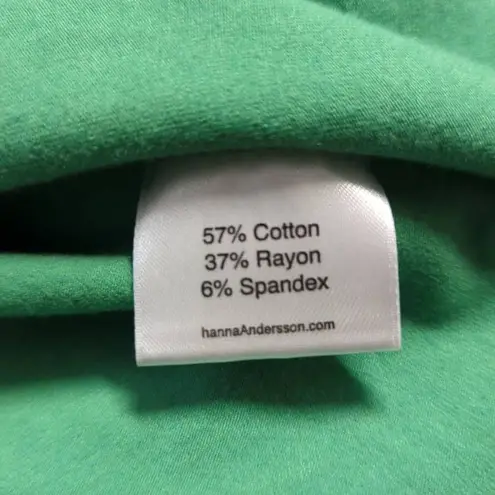 57% Cotton
37% Rayon
6% Spandex
hannaAndersson.com